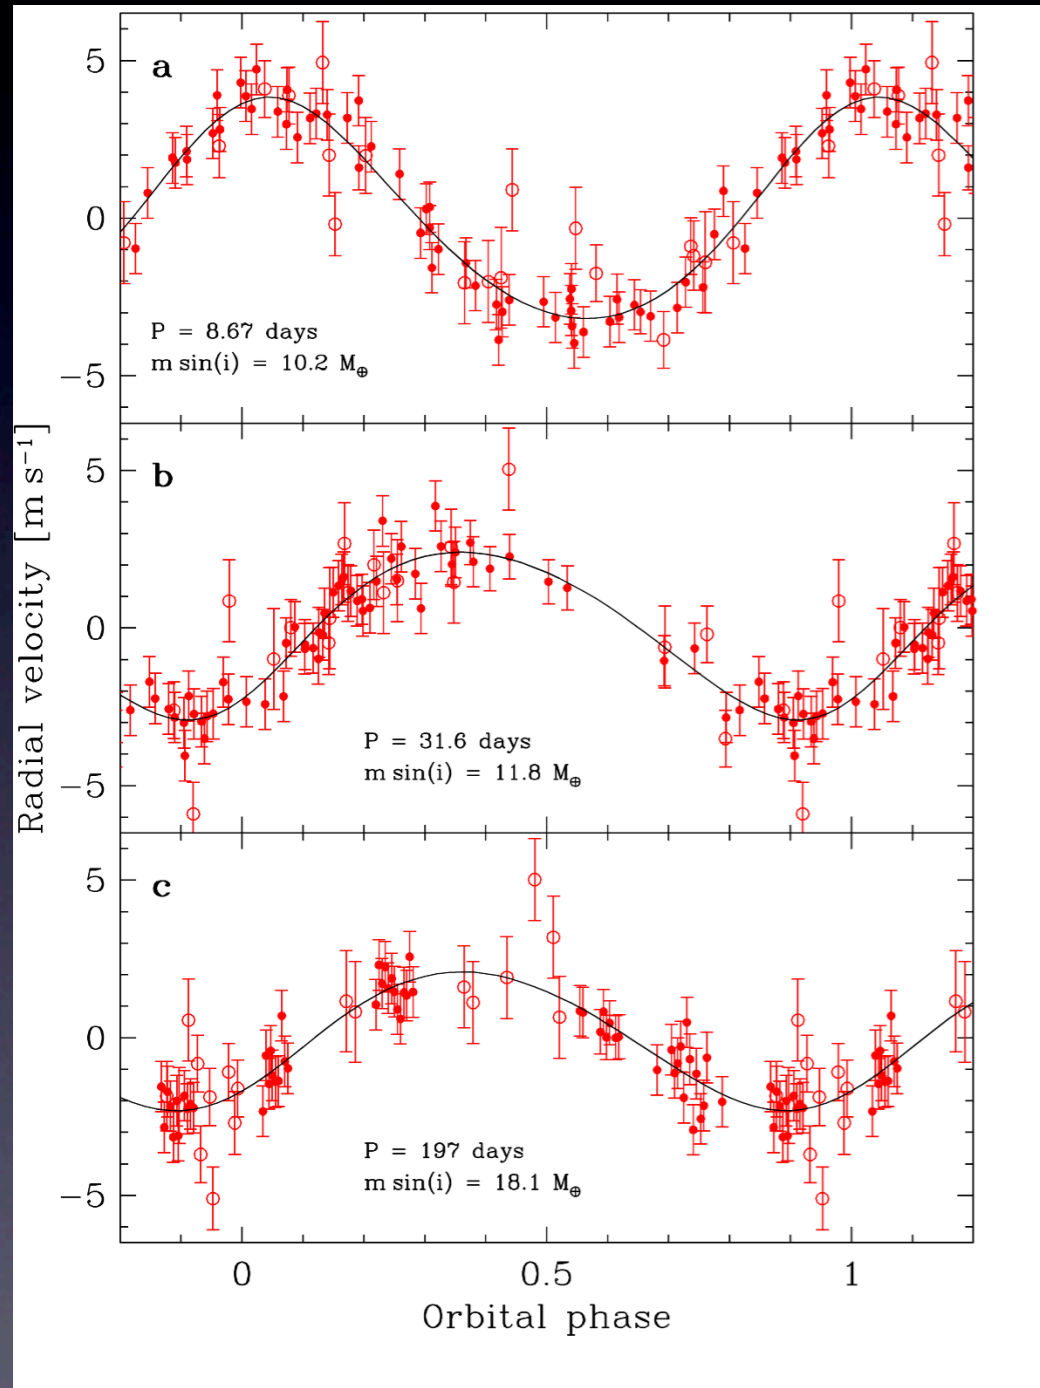 a
5
0
−5
P = 8.67 days
m sin(i) = 10.2 M⊕
b
5
0
−5
P = 31.6 days
m sin(i) = 11.8 M⊕
c
5
0
−5
P = 197 days
m sin(i) = 18.1 M⊕
Radial velocity [m s⁻¹]
0 0.5 1
Orbital phase